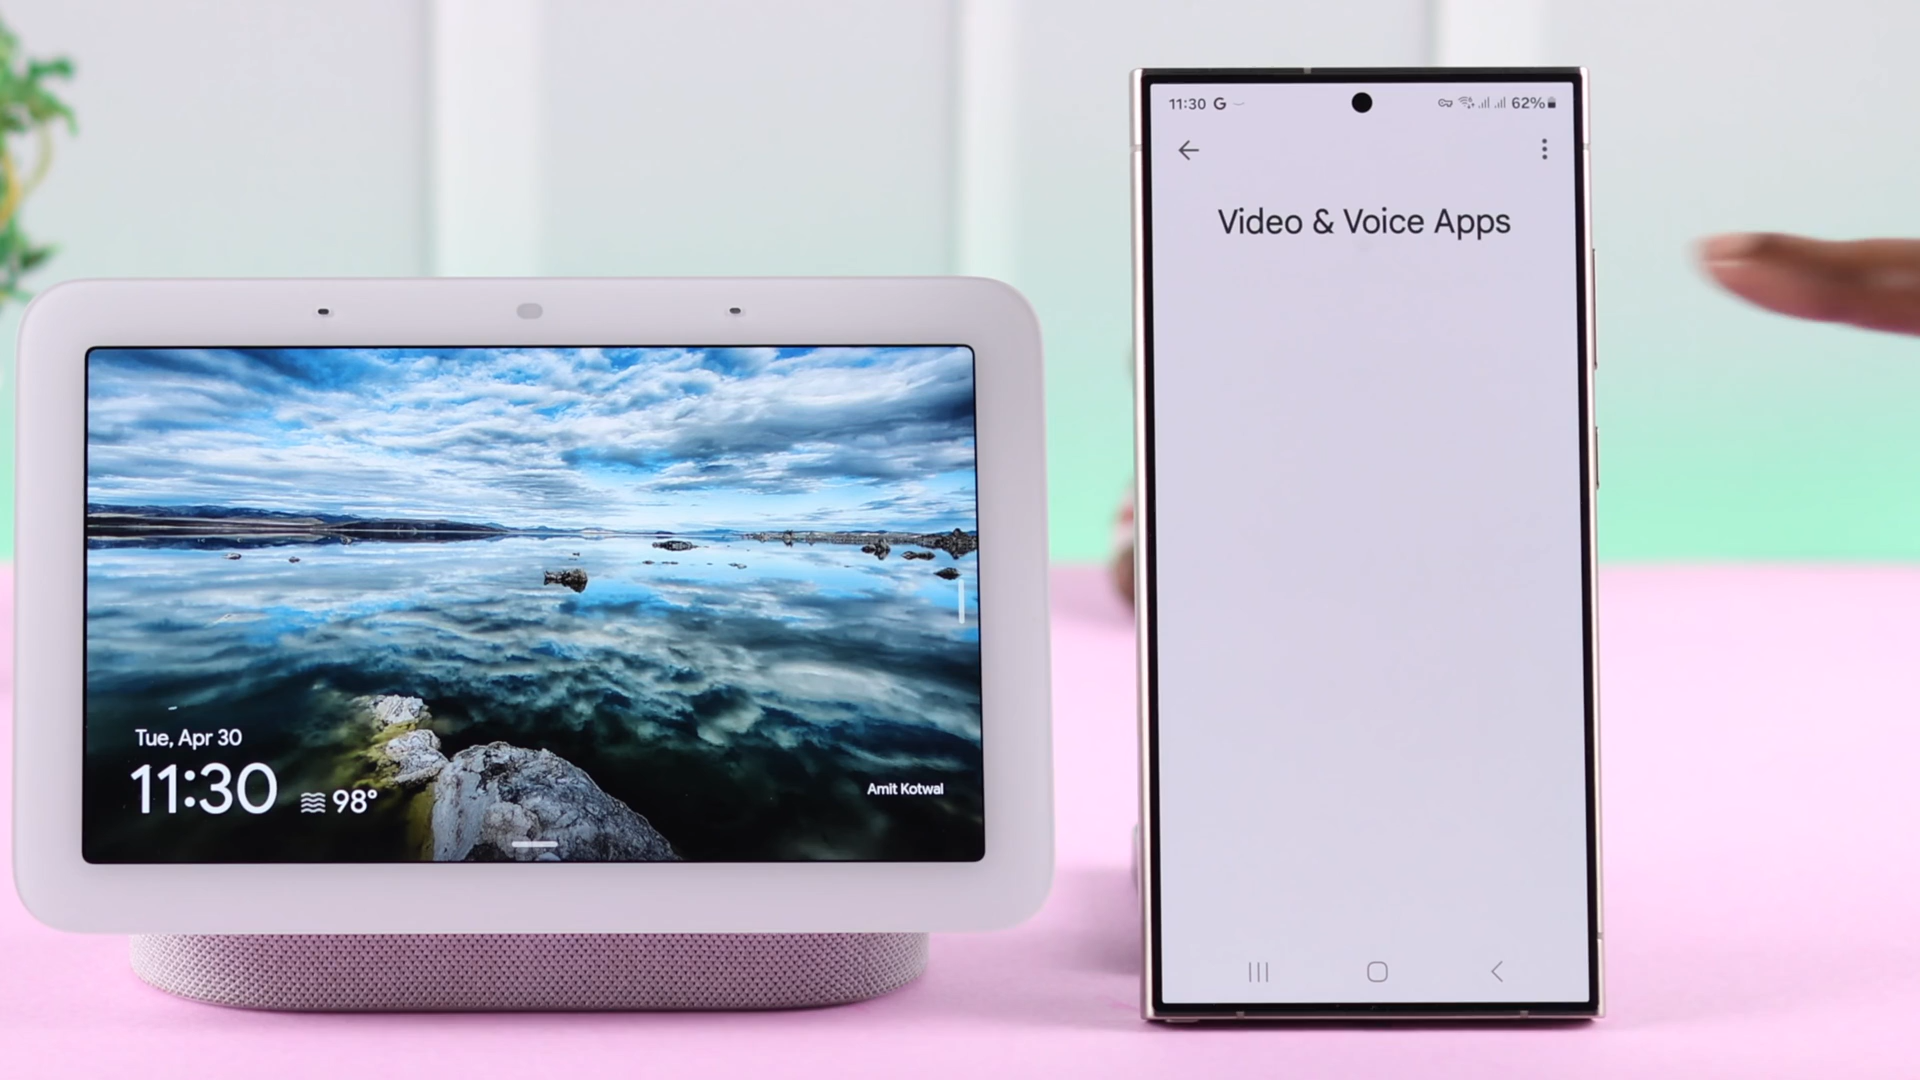 Tue, Apr 30
11:30 98°
Amit Kotwal
11:30 G 62%
Video & Voice Apps